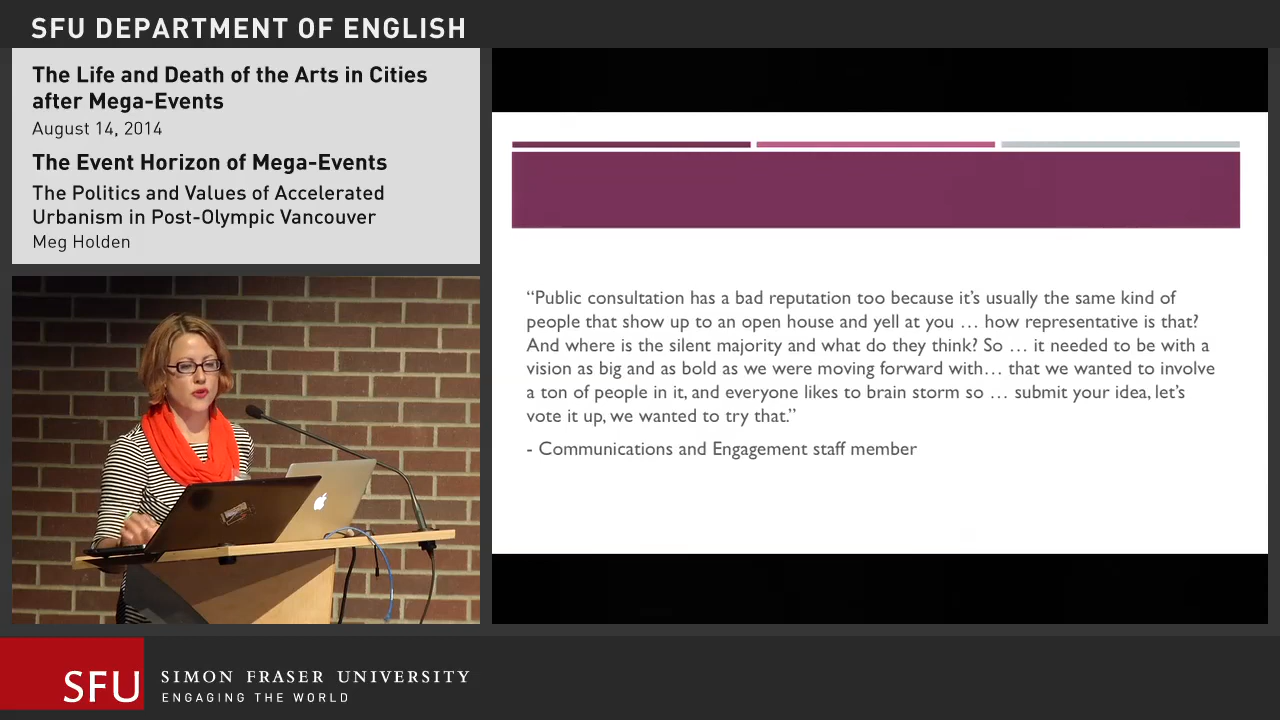 SFU DEPARTMENT OF ENGLISH
The Life and Death of the Arts in Cities
after Mega-Events
August 14, 2014
The Event Horizon of Mega-Events
The Politics and Values of Accelerated
Urbanism in Post-Olympic Vancouver
Meg Holden
“Public consultation has a bad reputation too because it’s usually the same kind of
people that show up to an open house and yell at you … how representative is that?
And where is the silent majority and what do they think? So … it needed to be with a
vision as big and as bold as we were moving forward with… that we wanted to involve
a ton of people in it, and everyone likes to brain storm so … submit your idea, let’s
vote it up, we wanted to try that.”
- Communications and Engagement staff member
SFU
SIMON FRASER UNIVERSITY
ENGAGING THE WORLD